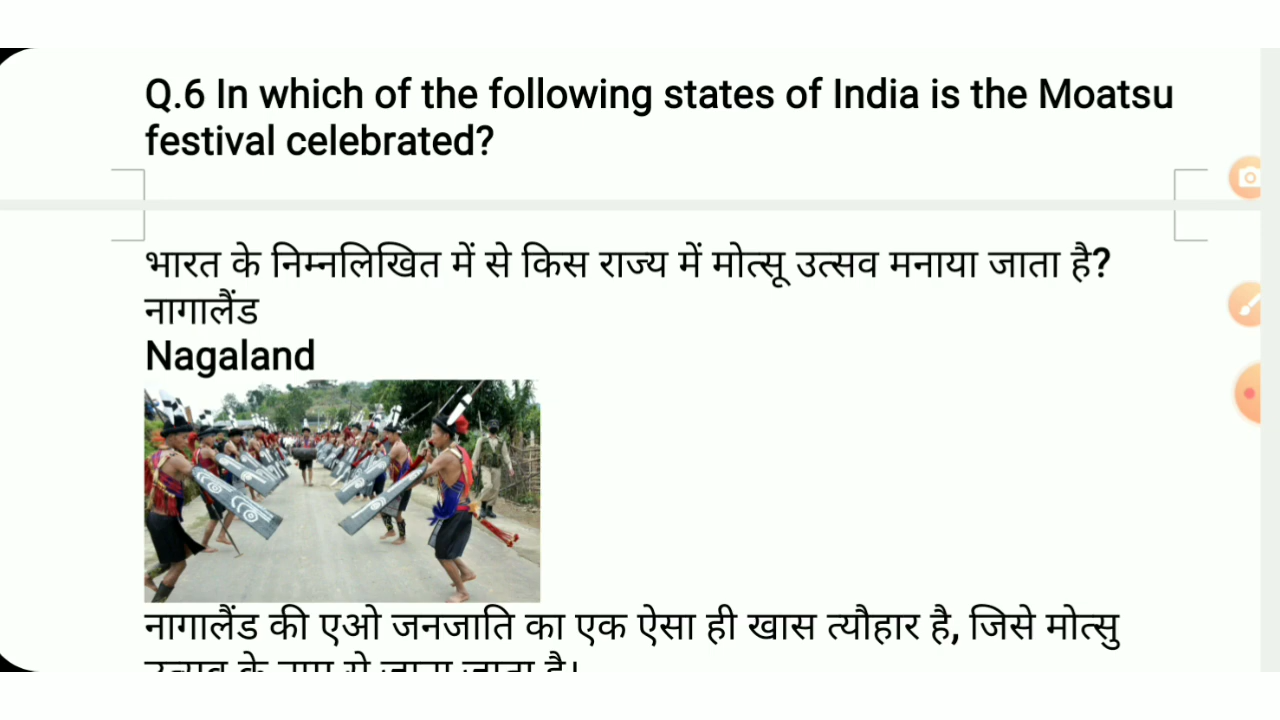 Q.6 In which of the following states of India is the Moatsu
festival celebrated?
भारत के निम्नलिखित में से किस राज्य में मोत्सू उत्सव मनाया जाता है?
नागालैंड
Nagaland
नागालैंड की एओ जनजाति का एक ऐसा ही खास त्यौहार है, जिसे मोत्सु
के नाम से जाना जाता है।